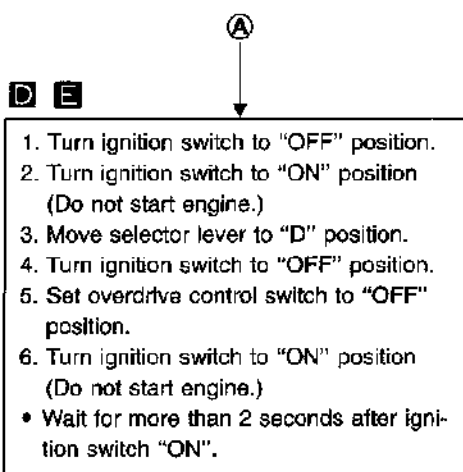 A
D E
1. Turn ignition switch to “OFF” position.
2. Turn ignition switch to “ON” position
(Do not start engine.)
3. Move selector lever to “D” position.
4. Turn ignition switch to “OFF” position.
5. Set overdrive control switch to “OFF”
position.
6. Turn ignition switch to “ON” position
(Do not start engine.)
• Wait for more than 2 seconds after igni-
tion switch “ON”.